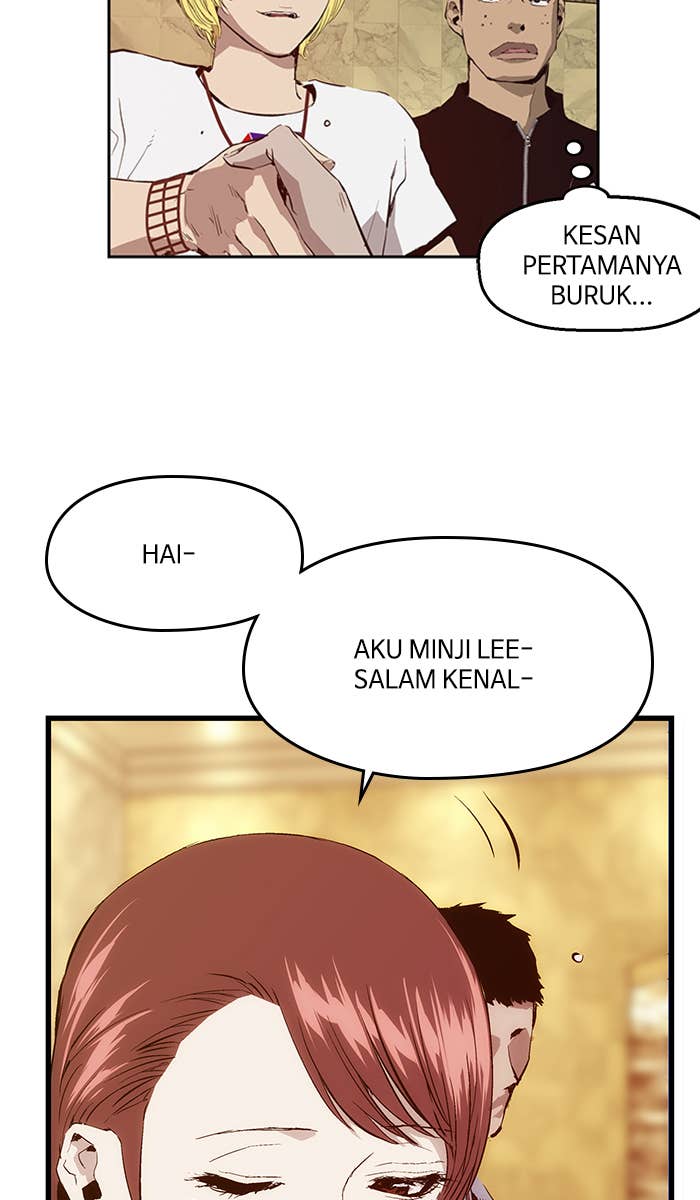 KESAN
PERTAMANYA
BURUK...
HAI-
AKU MINJI LEE-
SALAM KENAL-